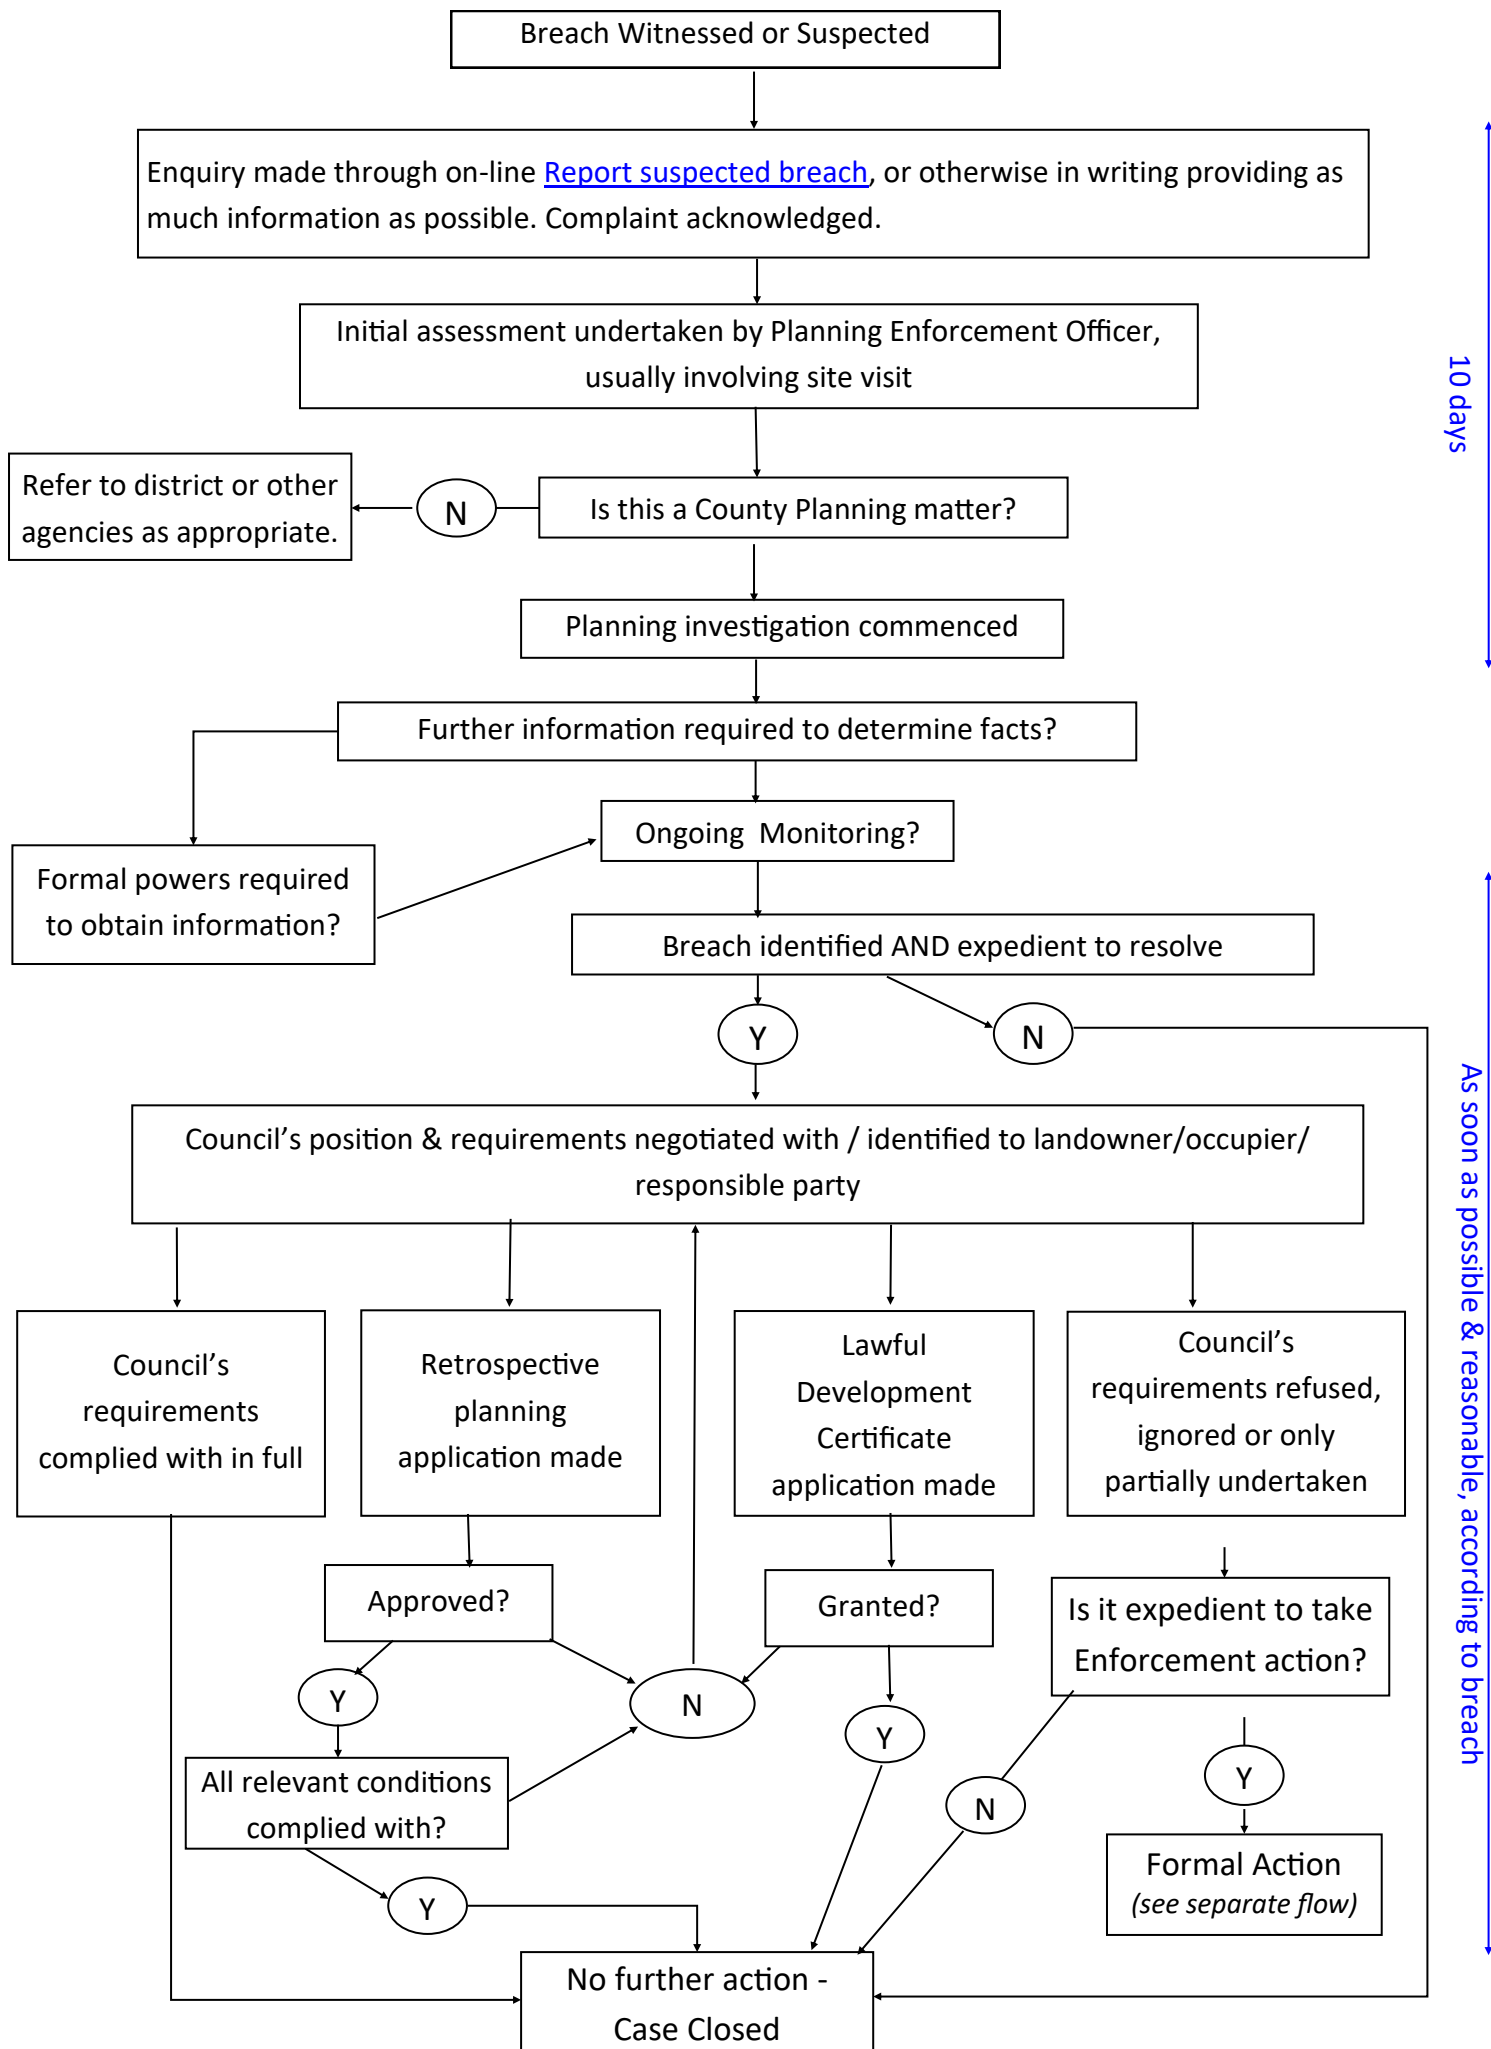 Breach Witnessed or Suspected
Enquiry made through on-line Report suspected breach, or otherwise in writing providing as
much information as possible. Complaint acknowledged.
Initial assessment undertaken by Planning Enforcement Officer,
usually involving site visit
10 days
Refer to district or other
agencies as appropriate.
N
Is this a County Planning matter?
Planning investigation commenced
Further information required to determine facts?
Ongoing  Monitoring?
Formal powers required
to obtain information?
Breach identified AND expedient to resolve
Y
N
As soon as possible & reasonable, according to breach
Council’s position & requirements negotiated with / identified to landowner/occupier/
responsible party
Council’s
requirements
complied with in full
Retrospective
planning
application made
Lawful
Development
Certificate
application made
Council’s
requirements refused,
ignored or only
partially undertaken
Approved?
Granted?
Is it expedient to take
Enforcement action?
Y
N
Y
N
Y
All relevant conditions
complied with?
Y
Formal Action
(see separate flow)
No further action -
Case Closed